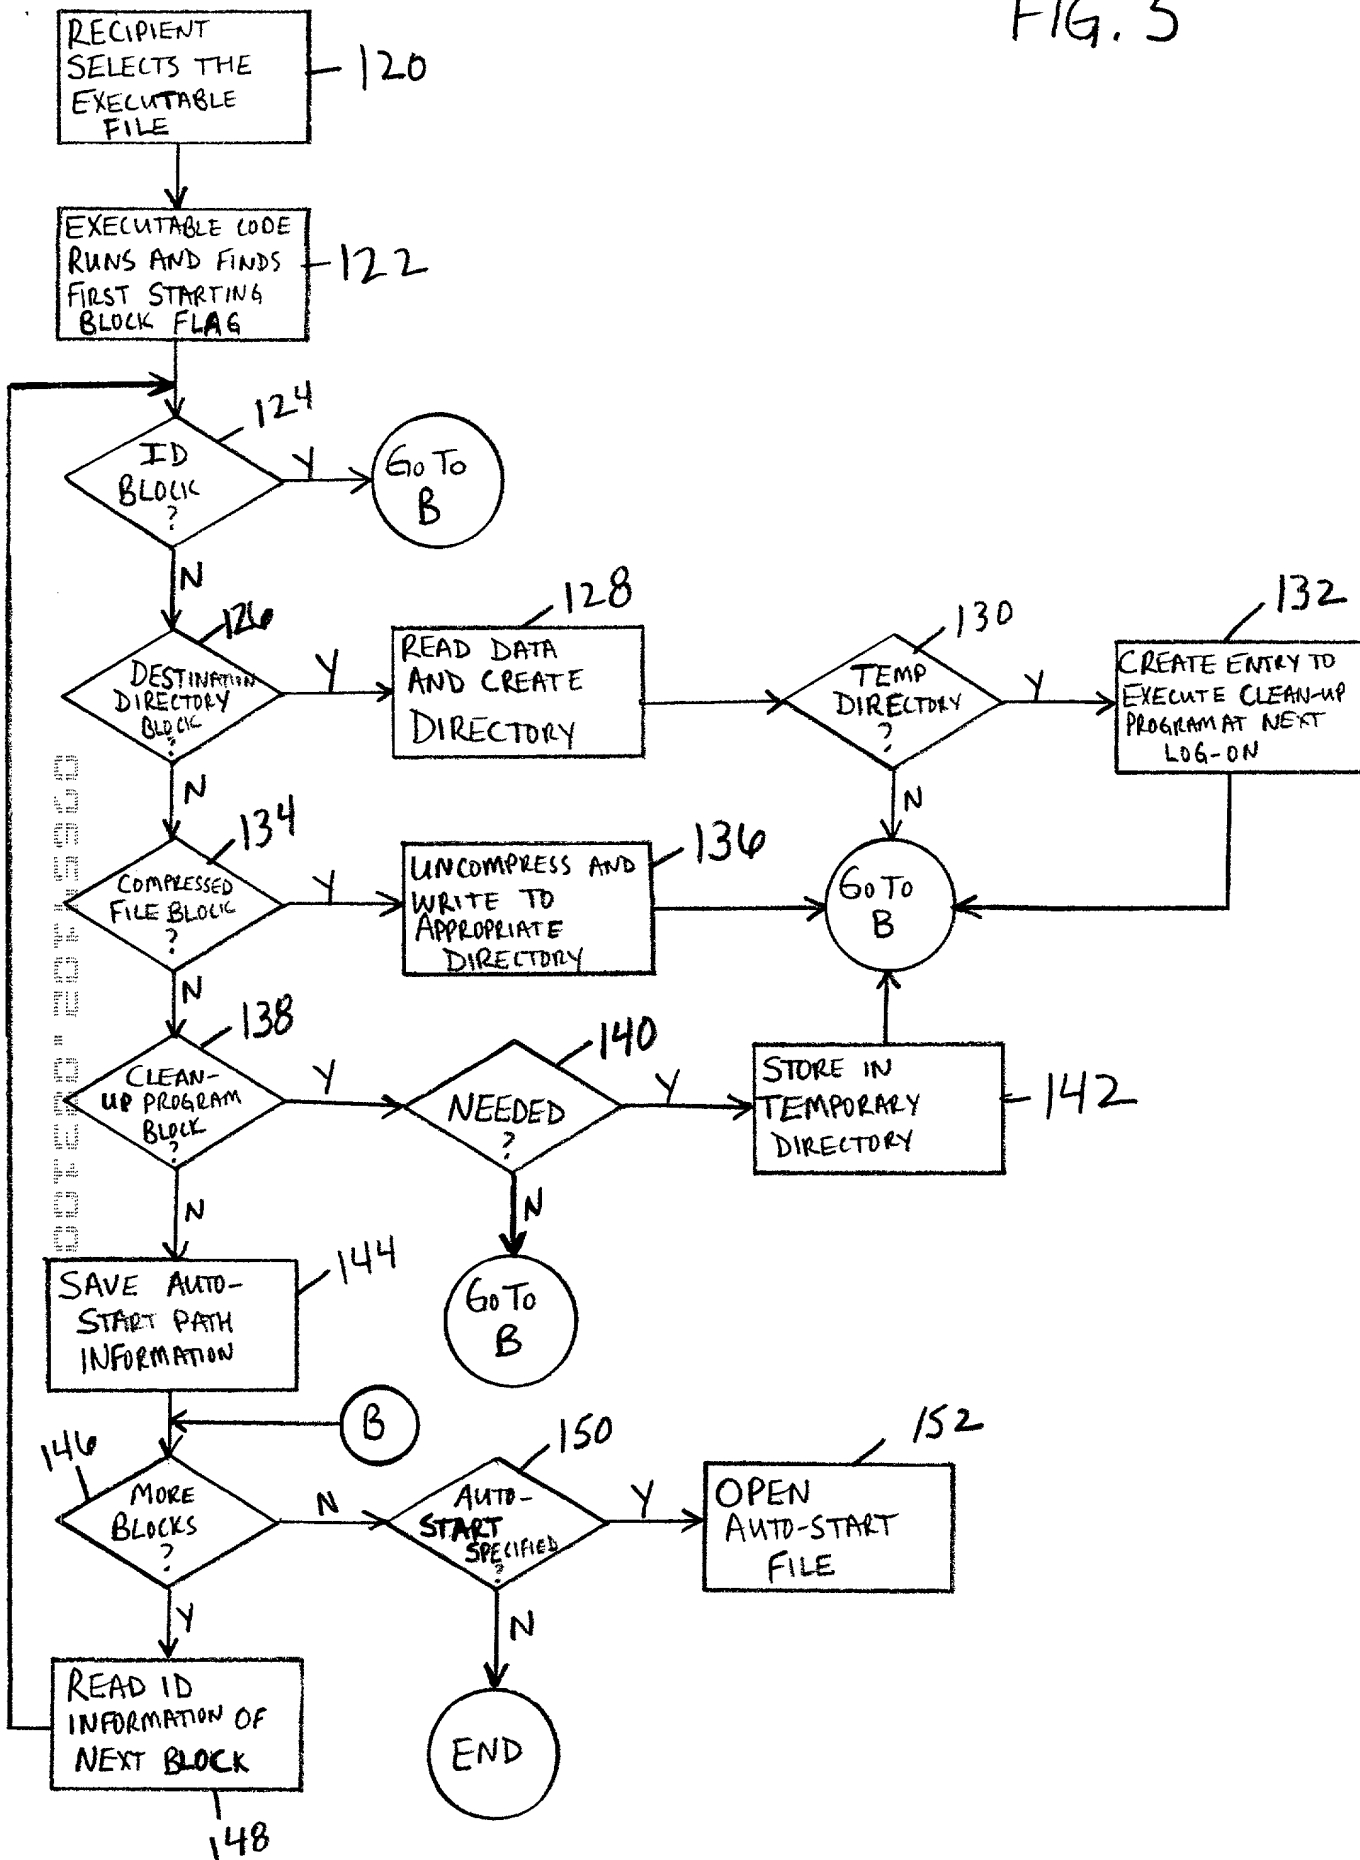 FIG. 5
RECIPIENT
SELECTS THE
EXECUTABLE
FILE
120
EXECUTABLE CODE
RUNS AND FINDS
FIRST STARTING
BLOCK FLAG
122
124
ID
BLOCK
?
Y
GO TO
B
N
126
DESTINATION
DIRECTORY
BLOCK
?
Y
128
READ DATA
AND CREATE
DIRECTORY
130
TEMP
DIRECTORY
?
Y
132
CREATE ENTRY TO
EXECUTE CLEAN-UP
PROGRAM AT NEXT
LOG-ON
N
N
134
COMPRESSED
FILE BLOCK
?
Y
136
UNCOMPRESS AND
WRITE TO
APPROPRIATE
DIRECTORY
GO TO
B
N
138
CLEAN-
UP PROGRAM
BLOCK
?
Y
140
NEEDED
?
Y
STORE IN
TEMPORARY
DIRECTORY
142
N
N
GO TO
B
144
SAVE AUTO-
START PATH
INFORMATION
B
146
MORE
BLOCKS
?
N
150
AUTO-
START
SPECIFIED
?
Y
152
OPEN
AUTO-START
FILE
Y
N
READ ID
INFORMATION OF
NEXT BLOCK
148
END